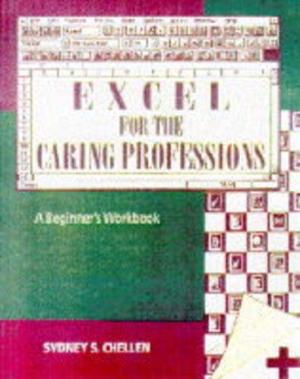 EXCEL
FOR THE
CARING PROFESSIONS
A Beginner's Workbook
SYDNEY S. CHELLEN